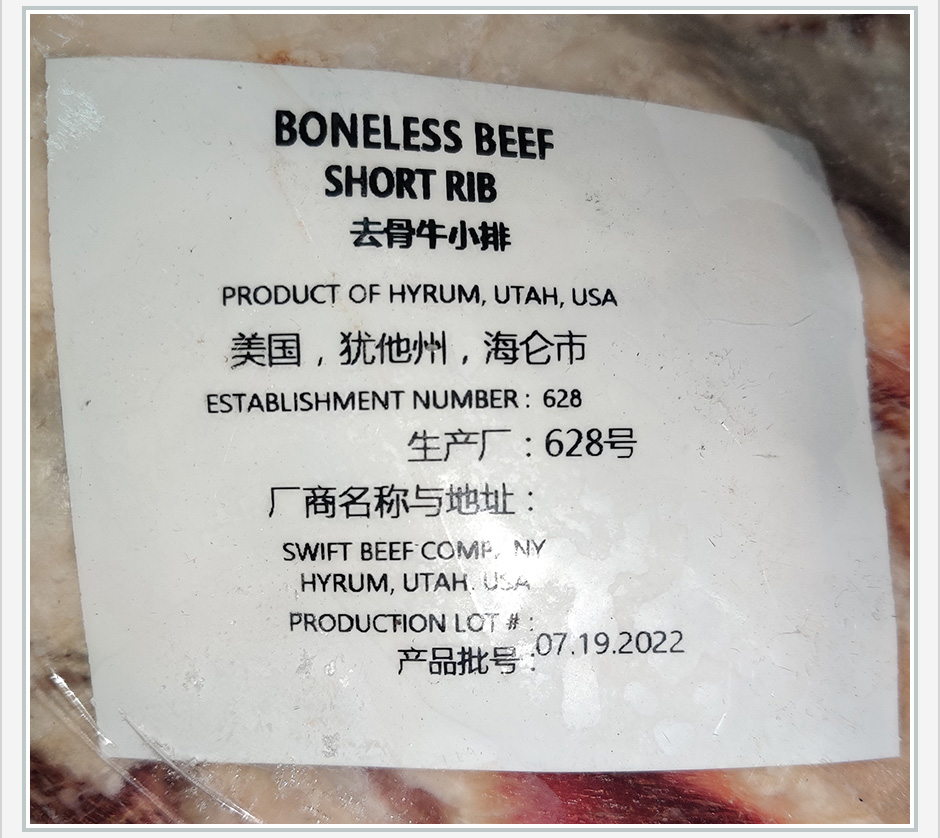 BONELESS BEEF
SHORT RIB
去骨牛小排
PRODUCT OF HYRUM, UTAH, USA
美国，犹他州，海仑市
ESTABLISHMENT NUMBER : 628
生产厂：628号
厂商名称与地址：
SWIFT BEEF COMPANY
HYRUM, UTAH. USA
PRODUCTION LOT # :
产品批号：07.19.2022